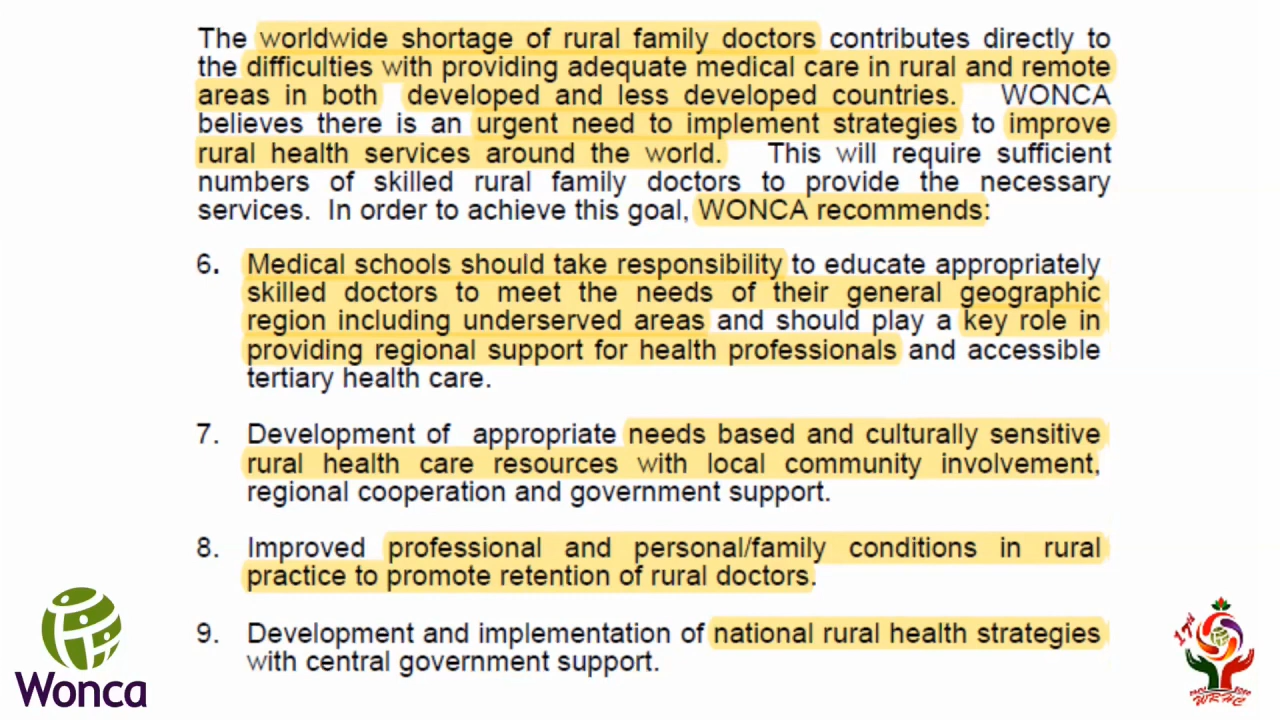 The worldwide shortage of rural family doctors contributes directly to
the difficulties with providing adequate medical care in rural and remote
areas in both developed and less developed countries. WONCA
believes there is an urgent need to implement strategies to improve
rural health services around the world. This will require sufficient
numbers of skilled rural family doctors to provide the necessary
services. In order to achieve this goal, WONCA recommends:
6. Medical schools should take responsibility to educate appropriately
skilled doctors to meet the needs of their general geographic
region including underserved areas and should play a key role in
providing regional support for health professionals and accessible
tertiary health care.
7. Development of appropriate needs based and culturally sensitive
rural health care resources with local community involvement,
regional cooperation and government support.
8. Improved professional and personal/family conditions in rural
practice to promote retention of rural doctors.
9. Development and implementation of national rural health strategies
with central government support.
Wonca
17th
WRHC